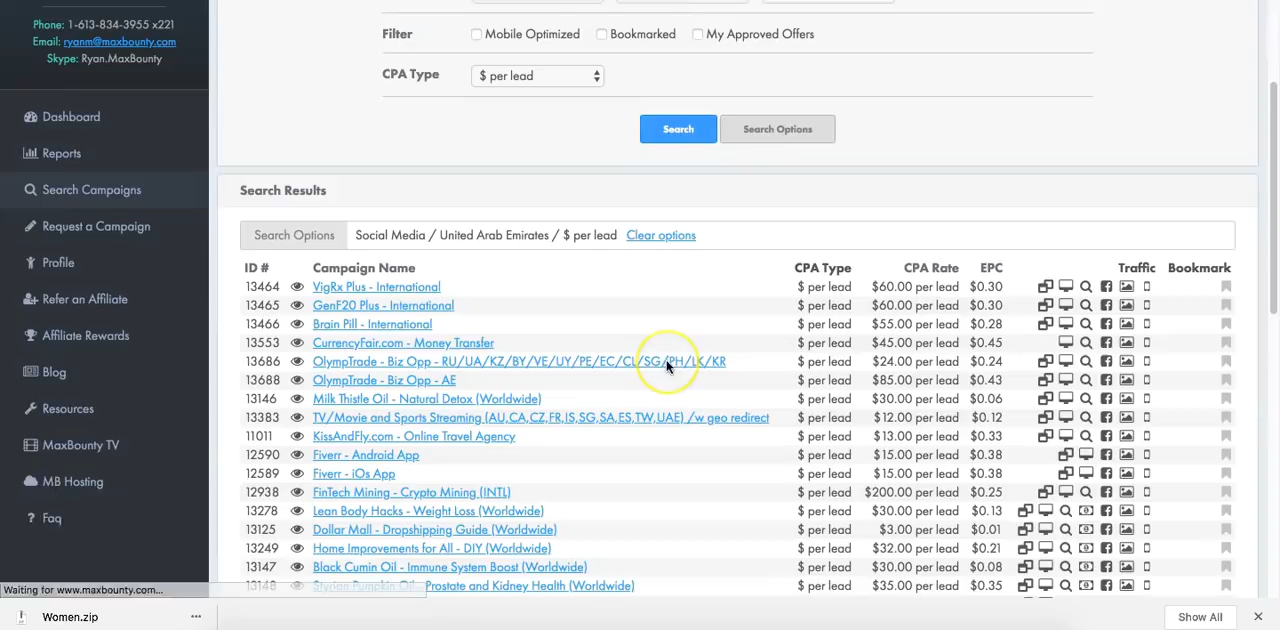 Phone: 1-613-834-3955 x221
Email: ryanm@maxbounty.com
Skype: Ryan.MaxBounty
Dashboard
Reports
Search Campaigns
Request a Campaign
Profile
Refer an Affiliate
Affiliate Rewards
Blog
Resources
MaxBounty TV
MB Hosting
? Faq
Filter Mobile Optimized Bookmarked My Approved Offers
CPA Type $ per lead
Search Search Options
Search Results
Search Options Social Media / United Arab Emirates / $ per lead Clear options
ID # Campaign Name CPA Type CPA Rate EPC Traffic Bookmark
13464 VigRx Plus - International $ per lead $60.00 per lead $0.30
13465 GenF20 Plus - International $ per lead $60.00 per lead $0.30
13466 Brain Pill - International $ per lead $55.00 per lead $0.28
13553 CurrencyFair.com - Money Transfer $ per lead $45.00 per lead $0.45
13686 OlympTrade - Biz Opp - RU/UA/KZ/BY/VE/UY/PE/EC/CL/SG/PH/LK/KR $ per lead $24.00 per lead $0.24
13688 OlympTrade - Biz Opp - AE $ per lead $85.00 per lead $0.43
13146 Milk Thistle Oil - Natural Detox (Worldwide) $ per lead $30.00 per lead $0.06
13383 TV/Movie and Sports Streaming (AU,CA,CZ,FR,IS,SG,SA,ES,TW,UAE) /w geo redirect $ per lead $12.00 per lead $0.12
11011 KissAndFly.com - Online Travel Agency $ per lead $13.00 per lead $0.33
12590 Fiverr - Android App $ per lead $15.00 per lead $0.38
12589 Fiverr - iOs App $ per lead $15.00 per lead $0.38
12938 FinTech Mining - Crypto Mining (INTL) $ per lead $200.00 per lead $0.25
13278 Lean Body Hacks - Weight Loss (Worldwide) $ per lead $30.00 per lead $0.13
13125 Dollar Mall - Dropshipping Guide (Worldwide) $ per lead $3.00 per lead $0.01
13249 Home Improvements for All - DIY (Worldwide) $ per lead $32.00 per lead $0.21
13147 Black Cumin Oil - Immune System Boost (Worldwide) $ per lead $30.00 per lead $0.08
13148 Styrian Pumpkin Oil - Prostate and Kidney Health (Worldwide) $ per lead $35.00 per lead $0.35
Waiting for www.maxbounty.com...
Women.zip
Show All